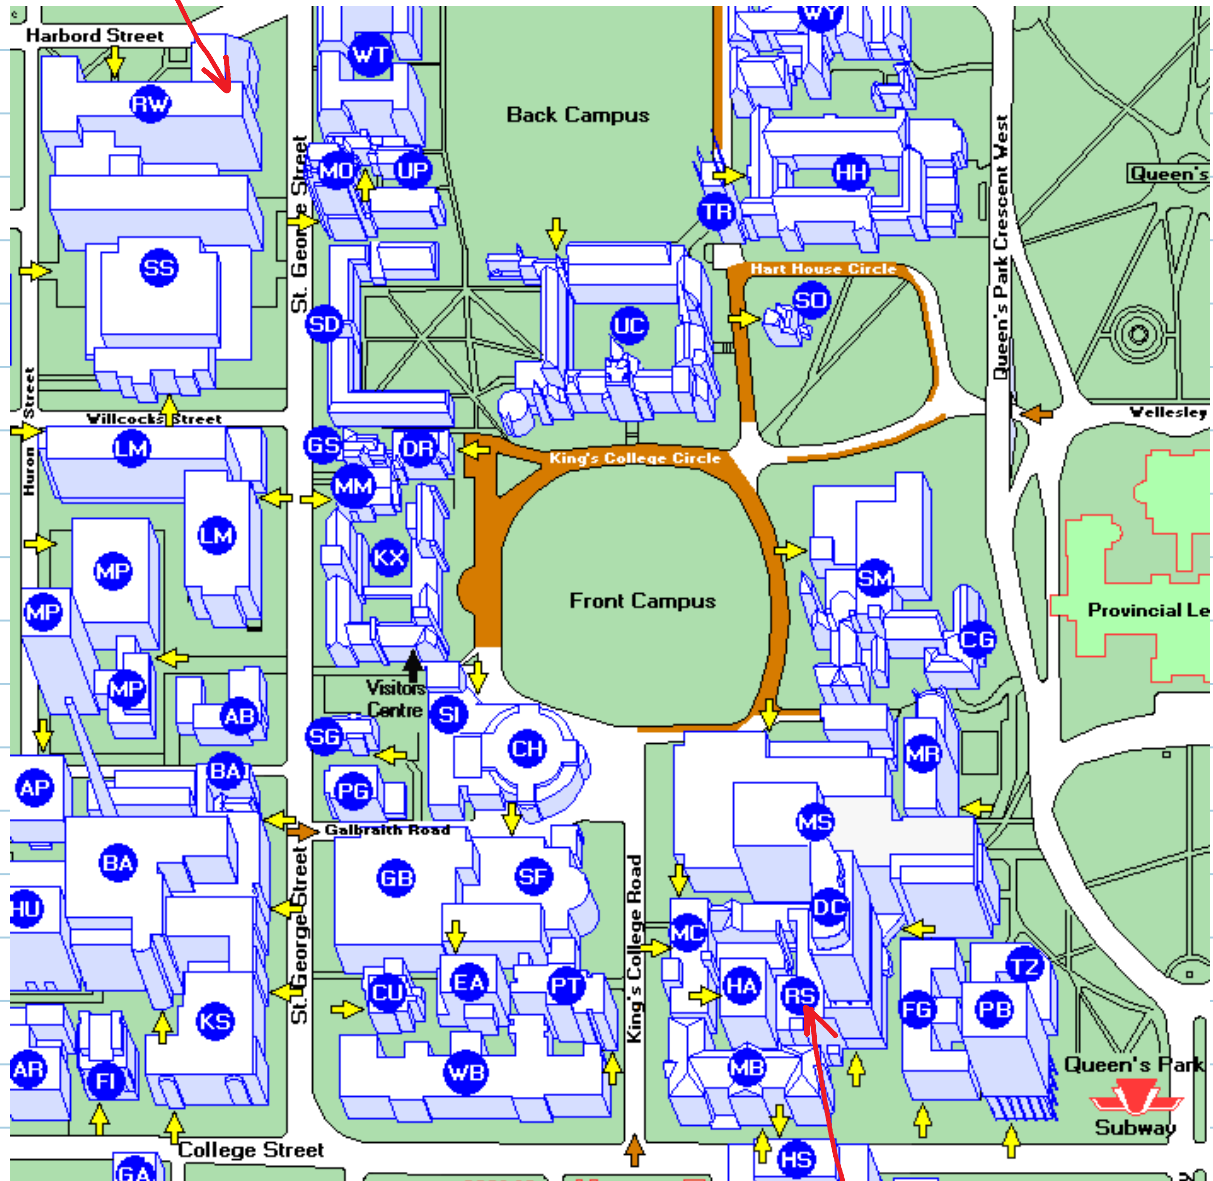 WY
Harbord Street
WT
RW
Back Campus
St. George Street
MO
UP
HH
Queen's
TR
Queen's Park Crescent West
SS
Hart House Circle
SO
SD
UC
Huron Street
Willcocks Street
Wellesley
LM
GS
DR
King's College Circle
MM
LM
KX
MP
SM
MP
Front Campus
Provincial Le
CG
MP
Visitors
Centre
AB
SI
SG
CH
MR
BA
AP
PG
MS
Galbraith Road
BA
GB
SF
HU
DC
St. George Street
King's College Road
MC
CU
EA
PT
HA
RS
TZ
FG
PB
KS
AR
FI
WB
MB
Queen's Park
Subway
College Street
HS
GA